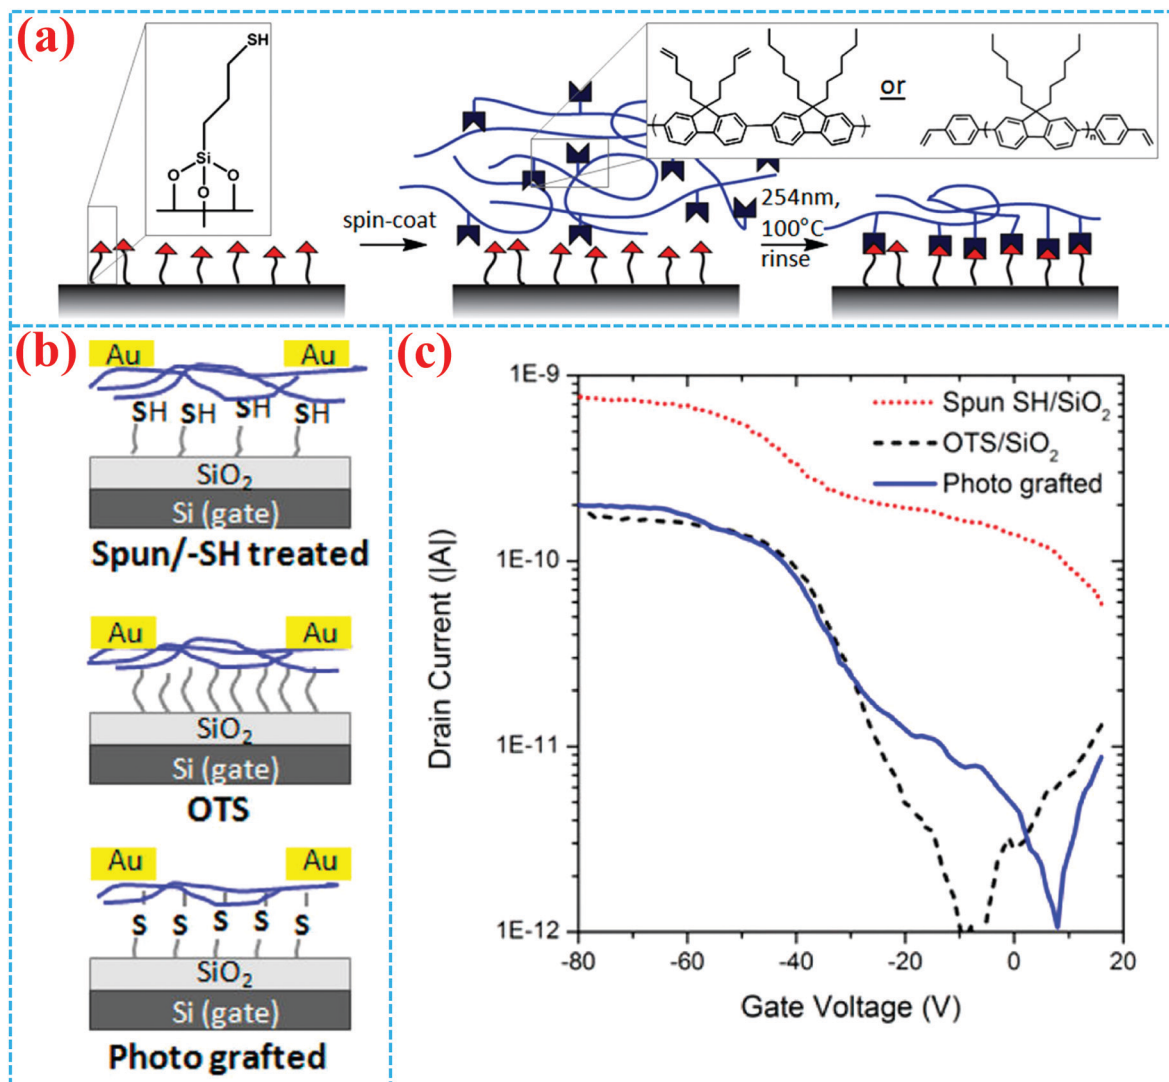 (a)
SH
Si
O
O
O
spin-coat
254nm,
100°C
rinse
or
n
(b)
Au
Au
SH
SH
SH
SH
SiO2
Si (gate)
Spun/-SH treated
Au
Au
SiO2
Si (gate)
OTS
Au
Au
S
S
S
S
S
SiO2
Si (gate)
Photo grafted
(c)
1E-9
1E-10
1E-11
1E-12
Drain Current (|A|)
Spun SH/SiO2
OTS/SiO2
Photo grafted
-80
-60
-40
-20
0
20
Gate Voltage (V)